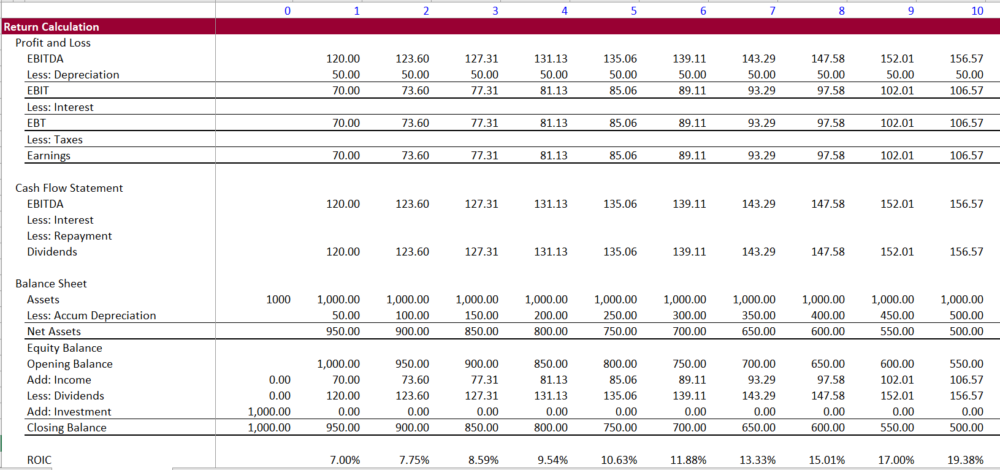 0 1 2 3 4 5 6 7 8 9 10
Return Calculation
Profit and Loss
EBITDA 120.00 123.60 127.31 131.13 135.06 139.11 143.29 147.58 152.01 156.57
Less: Depreciation 50.00 50.00 50.00 50.00 50.00 50.00 50.00 50.00 50.00 50.00
EBIT 70.00 73.60 77.31 81.13 85.06 89.11 93.29 97.58 102.01 106.57
Less: Interest
EBT 70.00 73.60 77.31 81.13 85.06 89.11 93.29 97.58 102.01 106.57
Less: Taxes
Earnings 70.00 73.60 77.31 81.13 85.06 89.11 93.29 97.58 102.01 106.57
Cash Flow Statement
EBITDA 120.00 123.60 127.31 131.13 135.06 139.11 143.29 147.58 152.01 156.57
Less: Interest
Less: Repayment
Dividends 120.00 123.60 127.31 131.13 135.06 139.11 143.29 147.58 152.01 156.57
Balance Sheet
Assets 1000 1,000.00 1,000.00 1,000.00 1,000.00 1,000.00 1,000.00 1,000.00 1,000.00 1,000.00 1,000.00
Less: Accum Depreciation 50.00 100.00 150.00 200.00 250.00 300.00 350.00 400.00 450.00 500.00
Net Assets 950.00 900.00 850.00 800.00 750.00 700.00 650.00 600.00 550.00 500.00
Equity Balance
Opening Balance 1,000.00 950.00 900.00 850.00 800.00 750.00 700.00 650.00 600.00 550.00
Add: Income 0.00 70.00 73.60 77.31 81.13 85.06 89.11 93.29 97.58 102.01 106.57
Less: Dividends 0.00 120.00 123.60 127.31 131.13 135.06 139.11 143.29 147.58 152.01 156.57
Add: Investment 1,000.00 0.00 0.00 0.00 0.00 0.00 0.00 0.00 0.00 0.00 0.00
Closing Balance 1,000.00 950.00 900.00 850.00 800.00 750.00 700.00 650.00 600.00 550.00 500.00
ROIC 7.00% 7.75% 8.59% 9.54% 10.63% 11.88% 13.33% 15.01% 17.00% 19.38%